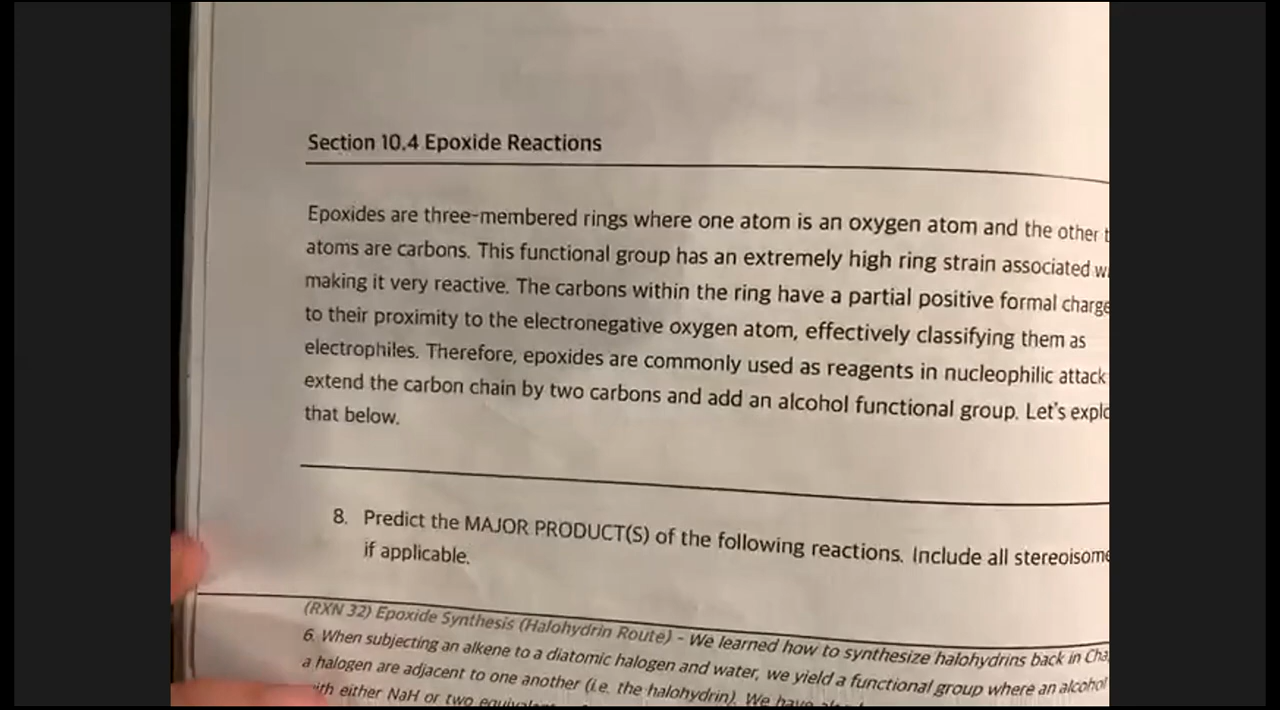 Section 10.4 Epoxide Reactions
Epoxides are three-membered rings where one atom is an oxygen atom and the other t
atoms are carbons. This functional group has an extremely high ring strain associated w
making it very reactive. The carbons within the ring have a partial positive formal charge
to their proximity to the electronegative oxygen atom, effectively classifying them as
electrophiles. Therefore, epoxides are commonly used as reagents in nucleophilic attack
extend the carbon chain by two carbons and add an alcohol functional group. Let's explo
that below.
8. Predict the MAJOR PRODUCT(S) of the following reactions. Include all stereoisome
if applicable.
(RXN 32) Epoxide Synthesis (Halohydrin Route) - We learned how to synthesize halohydrins back in Cha
6. When subjecting an alkene to a diatomic halogen and water, we yield a functional group where an alcohol
a halogen are adjacent to one another (i.e. the halohydrin). We have
with either NaH or two